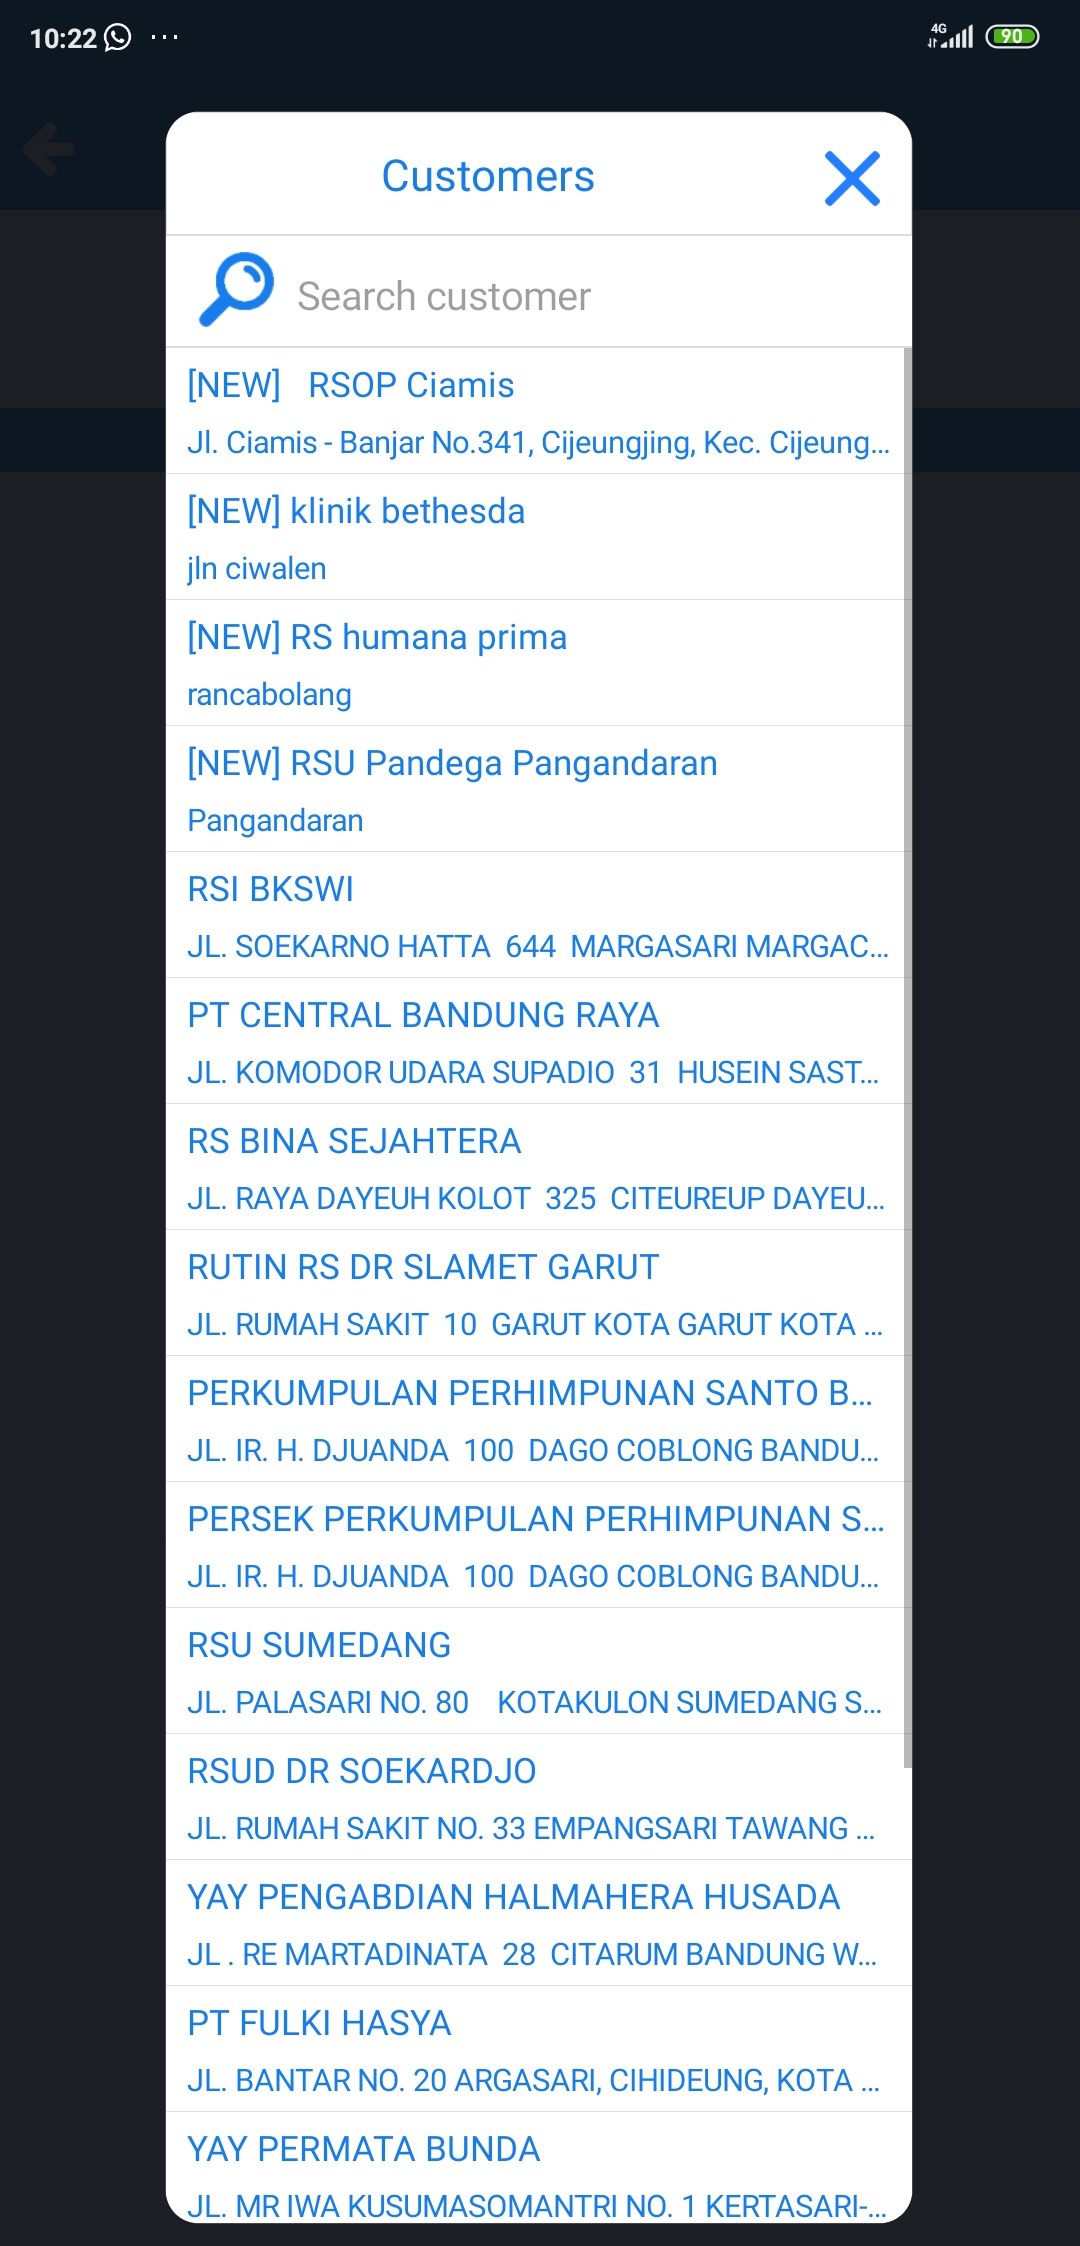 10:22 ...
4G 90
Customers
Search customer
[NEW]   RSOP Ciamis
Jl. Ciamis - Banjar No.341, Cijeungjing, Kec. Cijeung...
[NEW] klinik bethesda
jln ciwalen
[NEW] RS humana prima
rancabolang
[NEW] RSU Pandega Pangandaran
Pangandaran
RSI BKSWI
JL. SOEKARNO HATTA  644  MARGASARI MARGAC...
PT CENTRAL BANDUNG RAYA
JL. KOMODOR UDARA SUPADIO  31  HUSEIN SAST...
RS BINA SEJAHTERA
JL. RAYA DAYEUH KOLOT  325  CITEUREUP DAYEU...
RUTIN RS DR SLAMET GARUT
JL. RUMAH SAKIT  10  GARUT KOTA GARUT KOTA ...
PERKUMPULAN PERHIMPUNAN SANTO B...
JL. IR. H. DJUANDA  100  DAGO COBLONG BANDU...
PERSEK PERKUMPULAN PERHIMPUNAN S...
JL. IR. H. DJUANDA  100  DAGO COBLONG BANDU...
RSU SUMEDANG
JL. PALASARI NO. 80    KOTAKULON SUMEDANG S...
RSUD DR SOEKARDJO
JL. RUMAH SAKIT NO. 33 EMPANGSARI TAWANG ...
YAY PENGABDIAN HALMAHERA HUSADA
JL . RE MARTADINATA  28  CITARUM BANDUNG W...
PT FULKI HASYA
JL. BANTAR NO. 20 ARGASARI, CIHIDEUNG, KOTA ...
YAY PERMATA BUNDA
JL. MR IWA KUSUMASOMANTRI NO. 1 KERTASARI-...